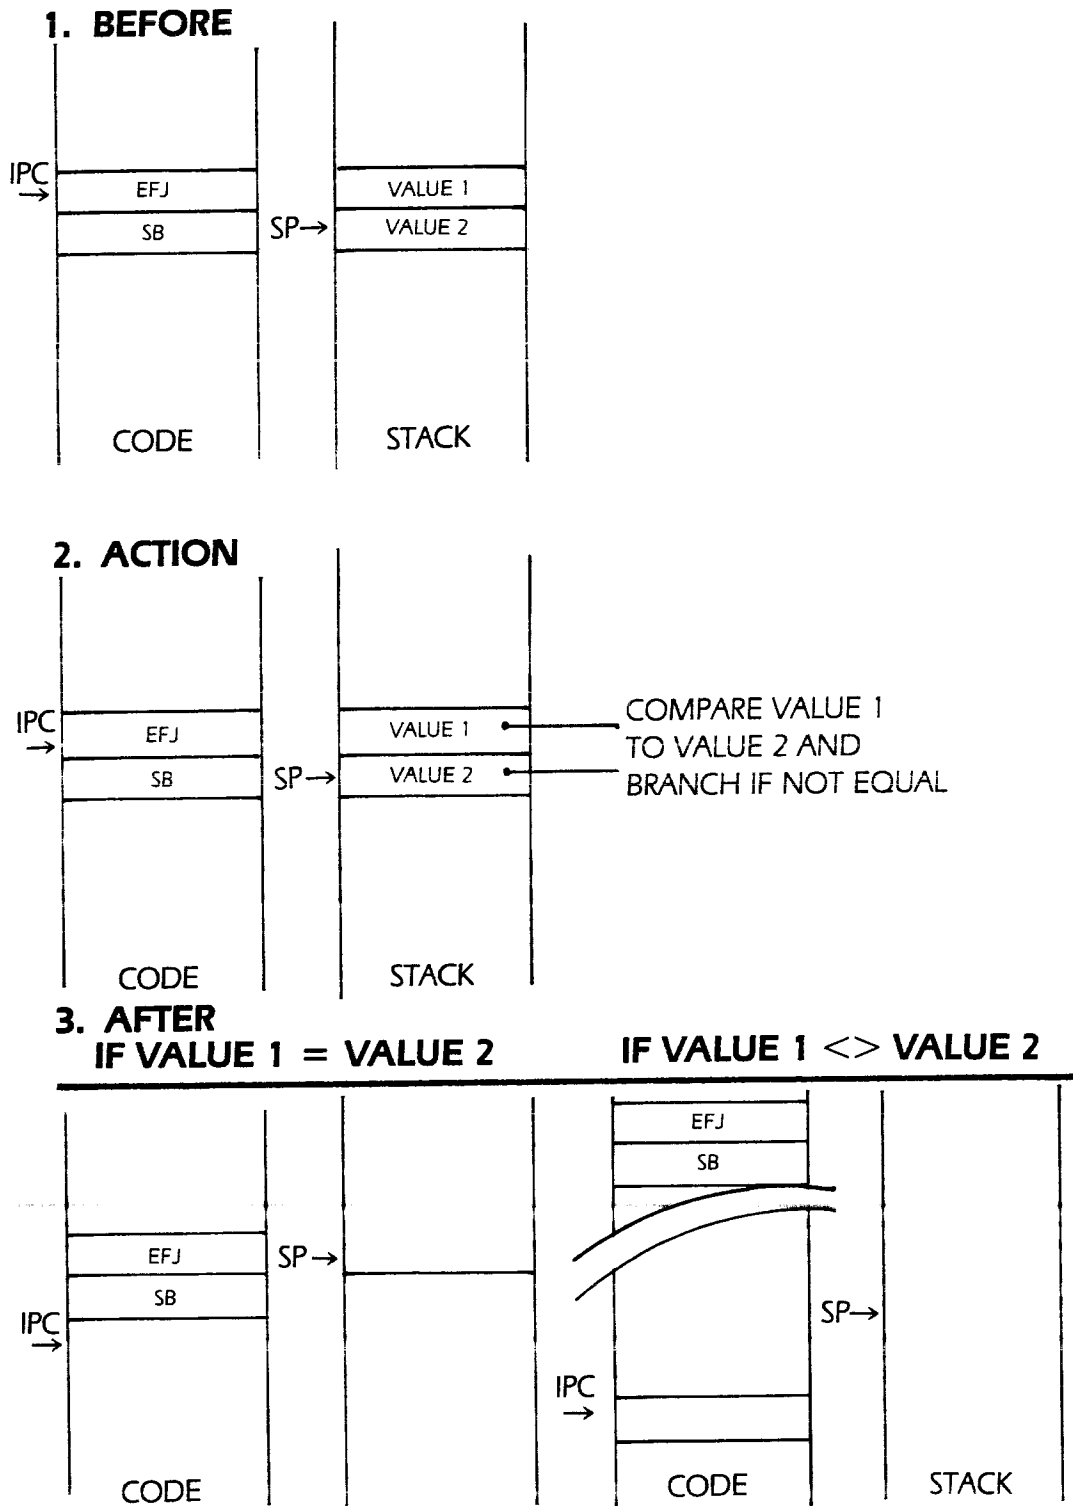 1. BEFORE
IPC
EFJ
VALUE 1
SB
SP
VALUE 2
CODE
STACK
2. ACTION
IPC
EFJ
VALUE 1
COMPARE VALUE 1
TO VALUE 2 AND
SB
SP
VALUE 2
BRANCH IF NOT EQUAL
CODE
STACK
3. AFTER
IF VALUE 1 = VALUE 2
IF VALUE 1 <> VALUE 2
EFJ
SB
IPC
SP
CODE
EFJ
SB
SP
IPC
CODE
STACK